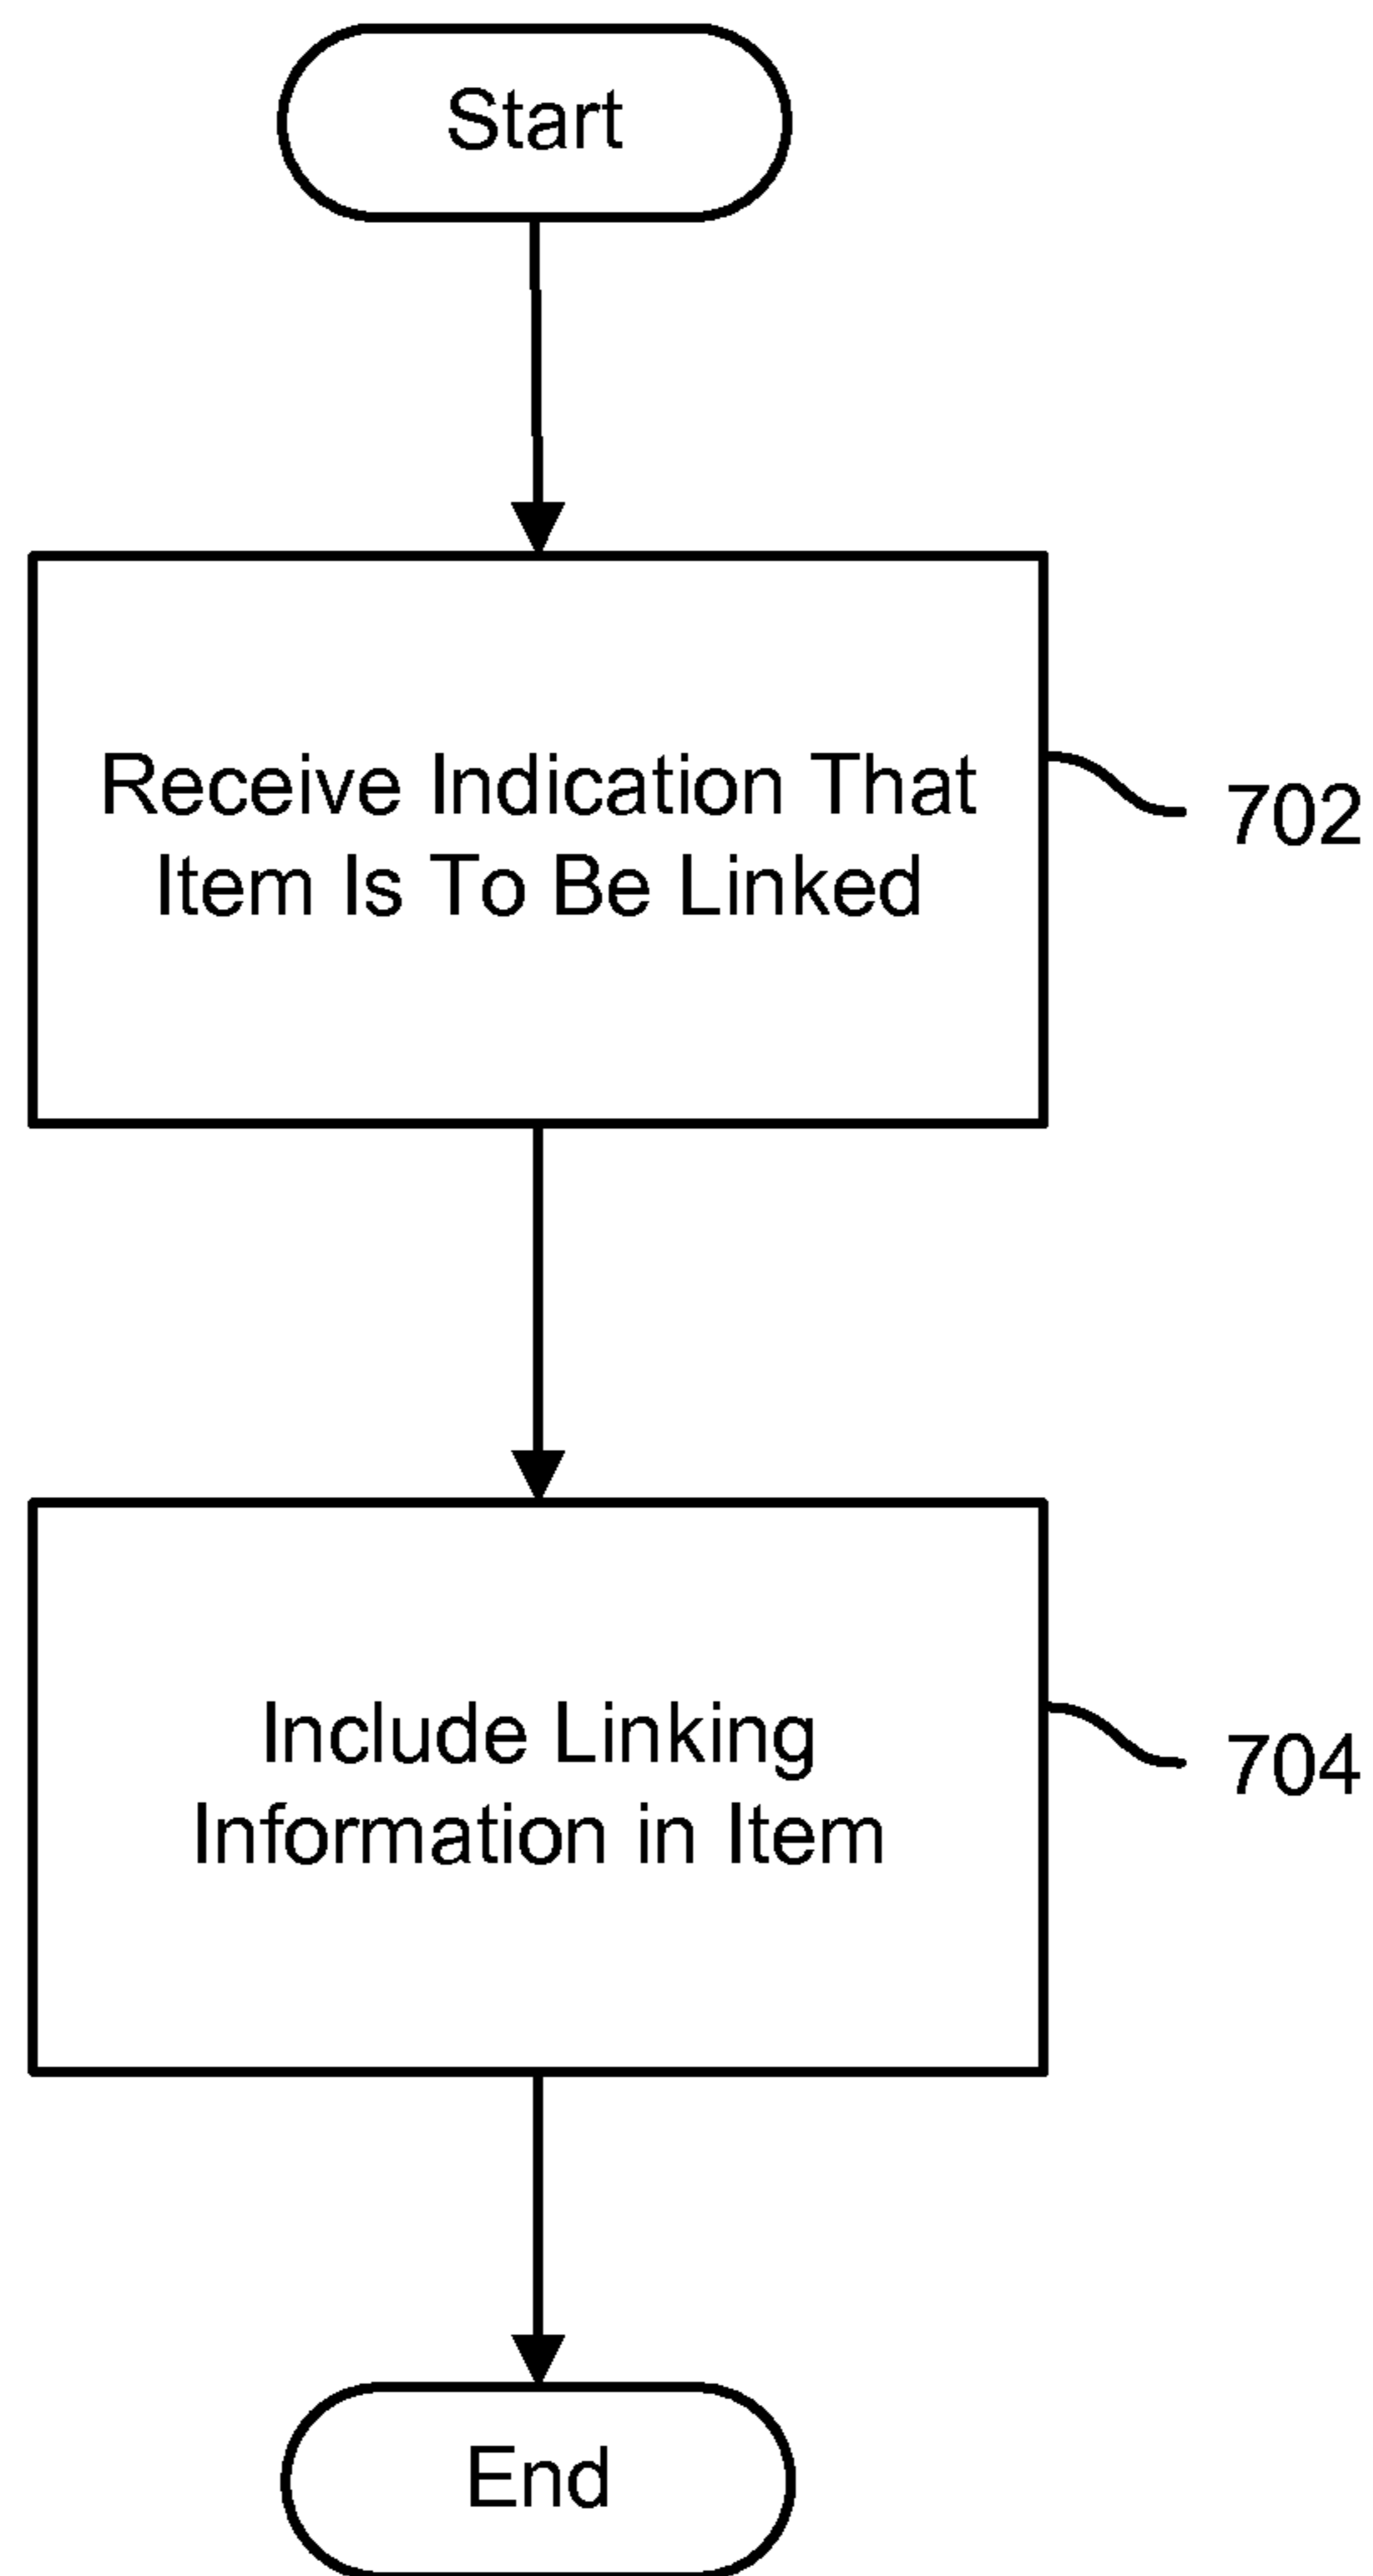 Start
Receive Indication That
Item Is To Be Linked
702
Include Linking
Information in Item
704
End